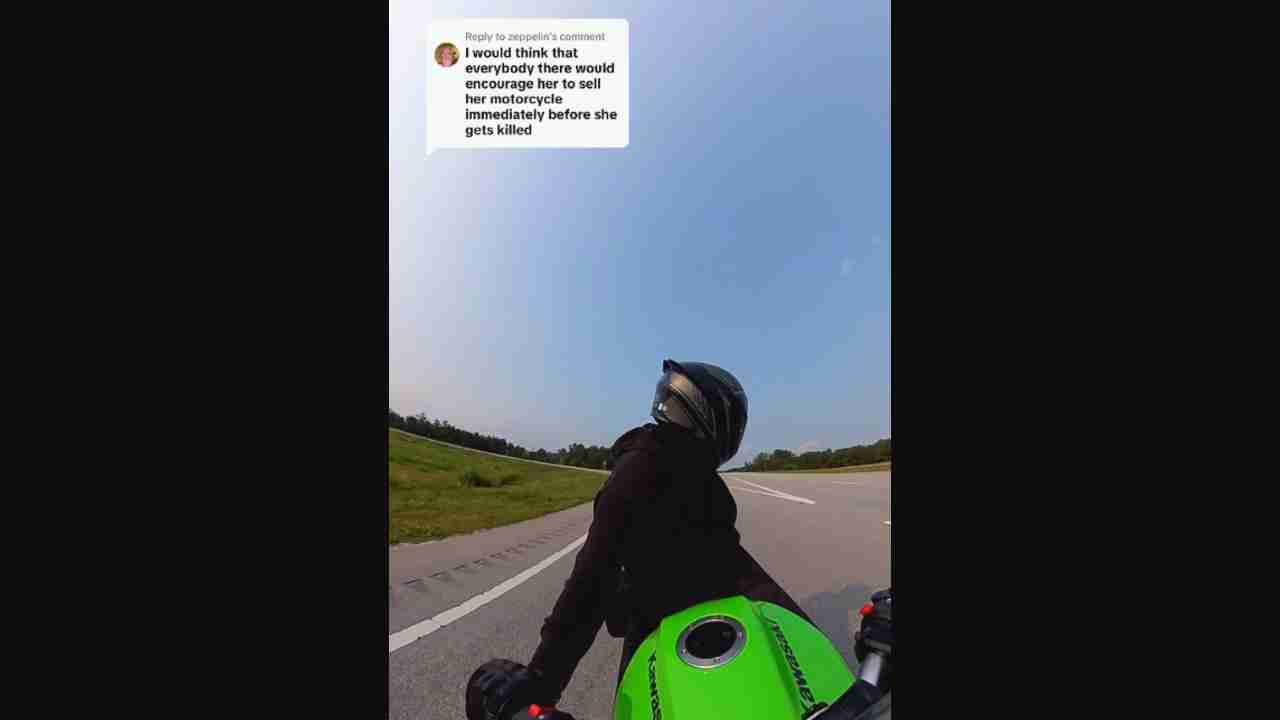 Reply to zeppelin's comment
I would think that
everybody there would
encourage her to sell
her motorcycle
immediately before she
gets killed
Kawasaki